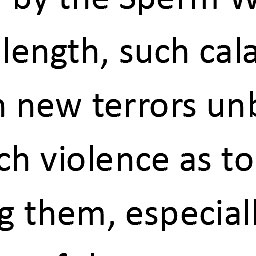 by the Sperm W
length, such cala
new terrors unb
ch violence as to
g them, especiall